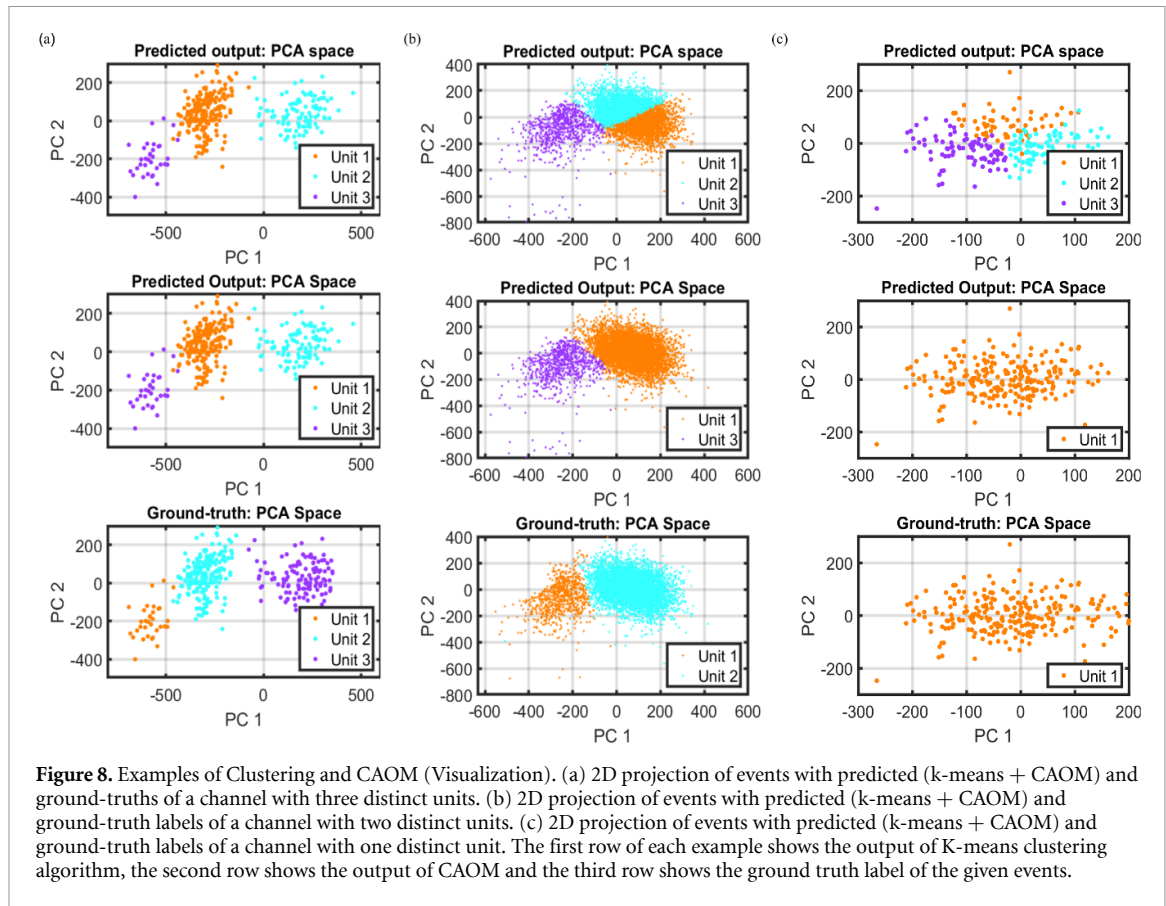 (a)
Predicted output: PCA space
200
0
-200
-400
PC 2
-500
0
500
PC 1
Unit 1
Unit 2
Unit 3
Predicted Output: PCA Space
200
0
-200
-400
PC 2
-500
0
500
PC 1
Unit 1
Unit 2
Unit 3
Ground-truth: PCA Space
200
0
-200
-400
PC 2
-500
0
500
PC 1
Unit 1
Unit 2
Unit 3
(b)
Predicted output: PCA space
400
200
0
-200
-400
-600
-800
PC 2
-600
-400
-200
0
200
400
600
PC 1
Unit 1
Unit 2
Unit 3
Predicted Output: PCA Space
400
200
0
-200
-400
-600
-800
PC 2
-600
-400
-200
0
200
400
600
PC 1
Unit 1
Unit 3
Ground-truth: PCA Space
400
200
0
-200
-400
-600
-800
PC 2
-600
-400
-200
0
200
400
600
PC 1
Unit 1
Unit 2
(c)
Predicted output: PCA space
200
0
-200
PC 2
-300
-200
-100
0
100
200
PC 1
Unit 1
Unit 2
Unit 3
Predicted Output: PCA Space
200
0
-200
PC 2
-300
-200
-100
0
100
200
PC 1
Unit 1
Ground-truth: PCA Space
200
0
-200
PC 2
-300
-200
-100
0
100
200
PC 1
Unit 1
Figure 8. Examples of Clustering and CAOM (Visualization). (a) 2D projection of events with predicted (k-means + CAOM) and
ground-truths of a channel with three distinct units. (b) 2D projection of events with predicted (k-means + CAOM) and
ground-truth labels of a channel with two distinct units. (c) 2D projection of events with predicted (k-means + CAOM) and
ground-truth labels of a channel with one distinct unit. The first row of each example shows the output of K-means clustering
algorithm, the second row shows the output of CAOM and the third row shows the ground truth label of the given events.